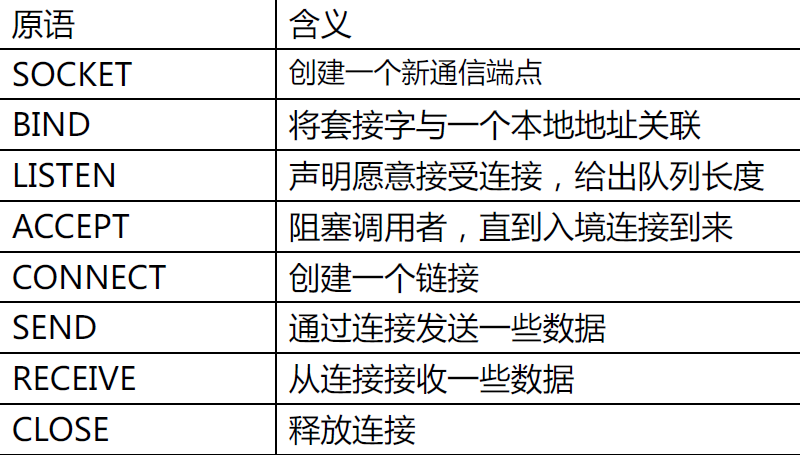 原语 含义
SOCKET 创建一个新通信端点
BIND 将套接字与一个本地地址关联
LISTEN 声明愿意接受连接，给出队列长度
ACCEPT 阻塞调用者，直到入境连接到来
CONNECT 创建一个链接
SEND 通过连接发送一些数据
RECEIVE 从连接接收一些数据
CLOSE 释放连接